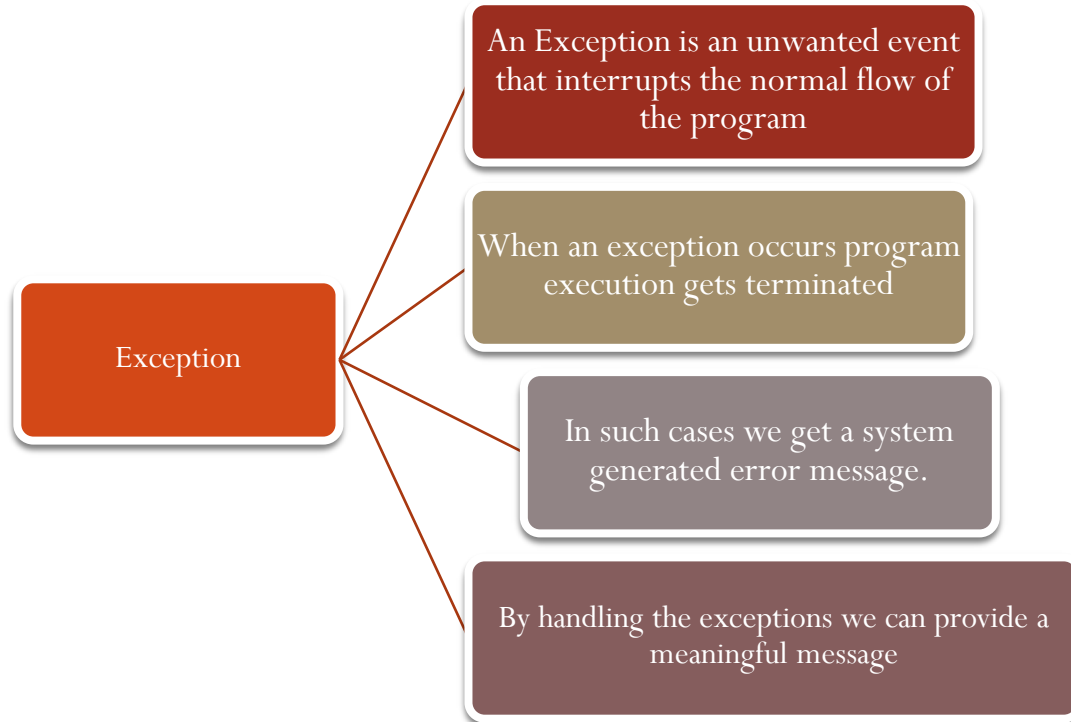 An Exception is an unwanted event
that interrupts the normal flow of
the program
When an exception occurs program
execution gets terminated
Exception
In such cases we get a system
generated error message.
By handling the exceptions we can provide a
meaningful message